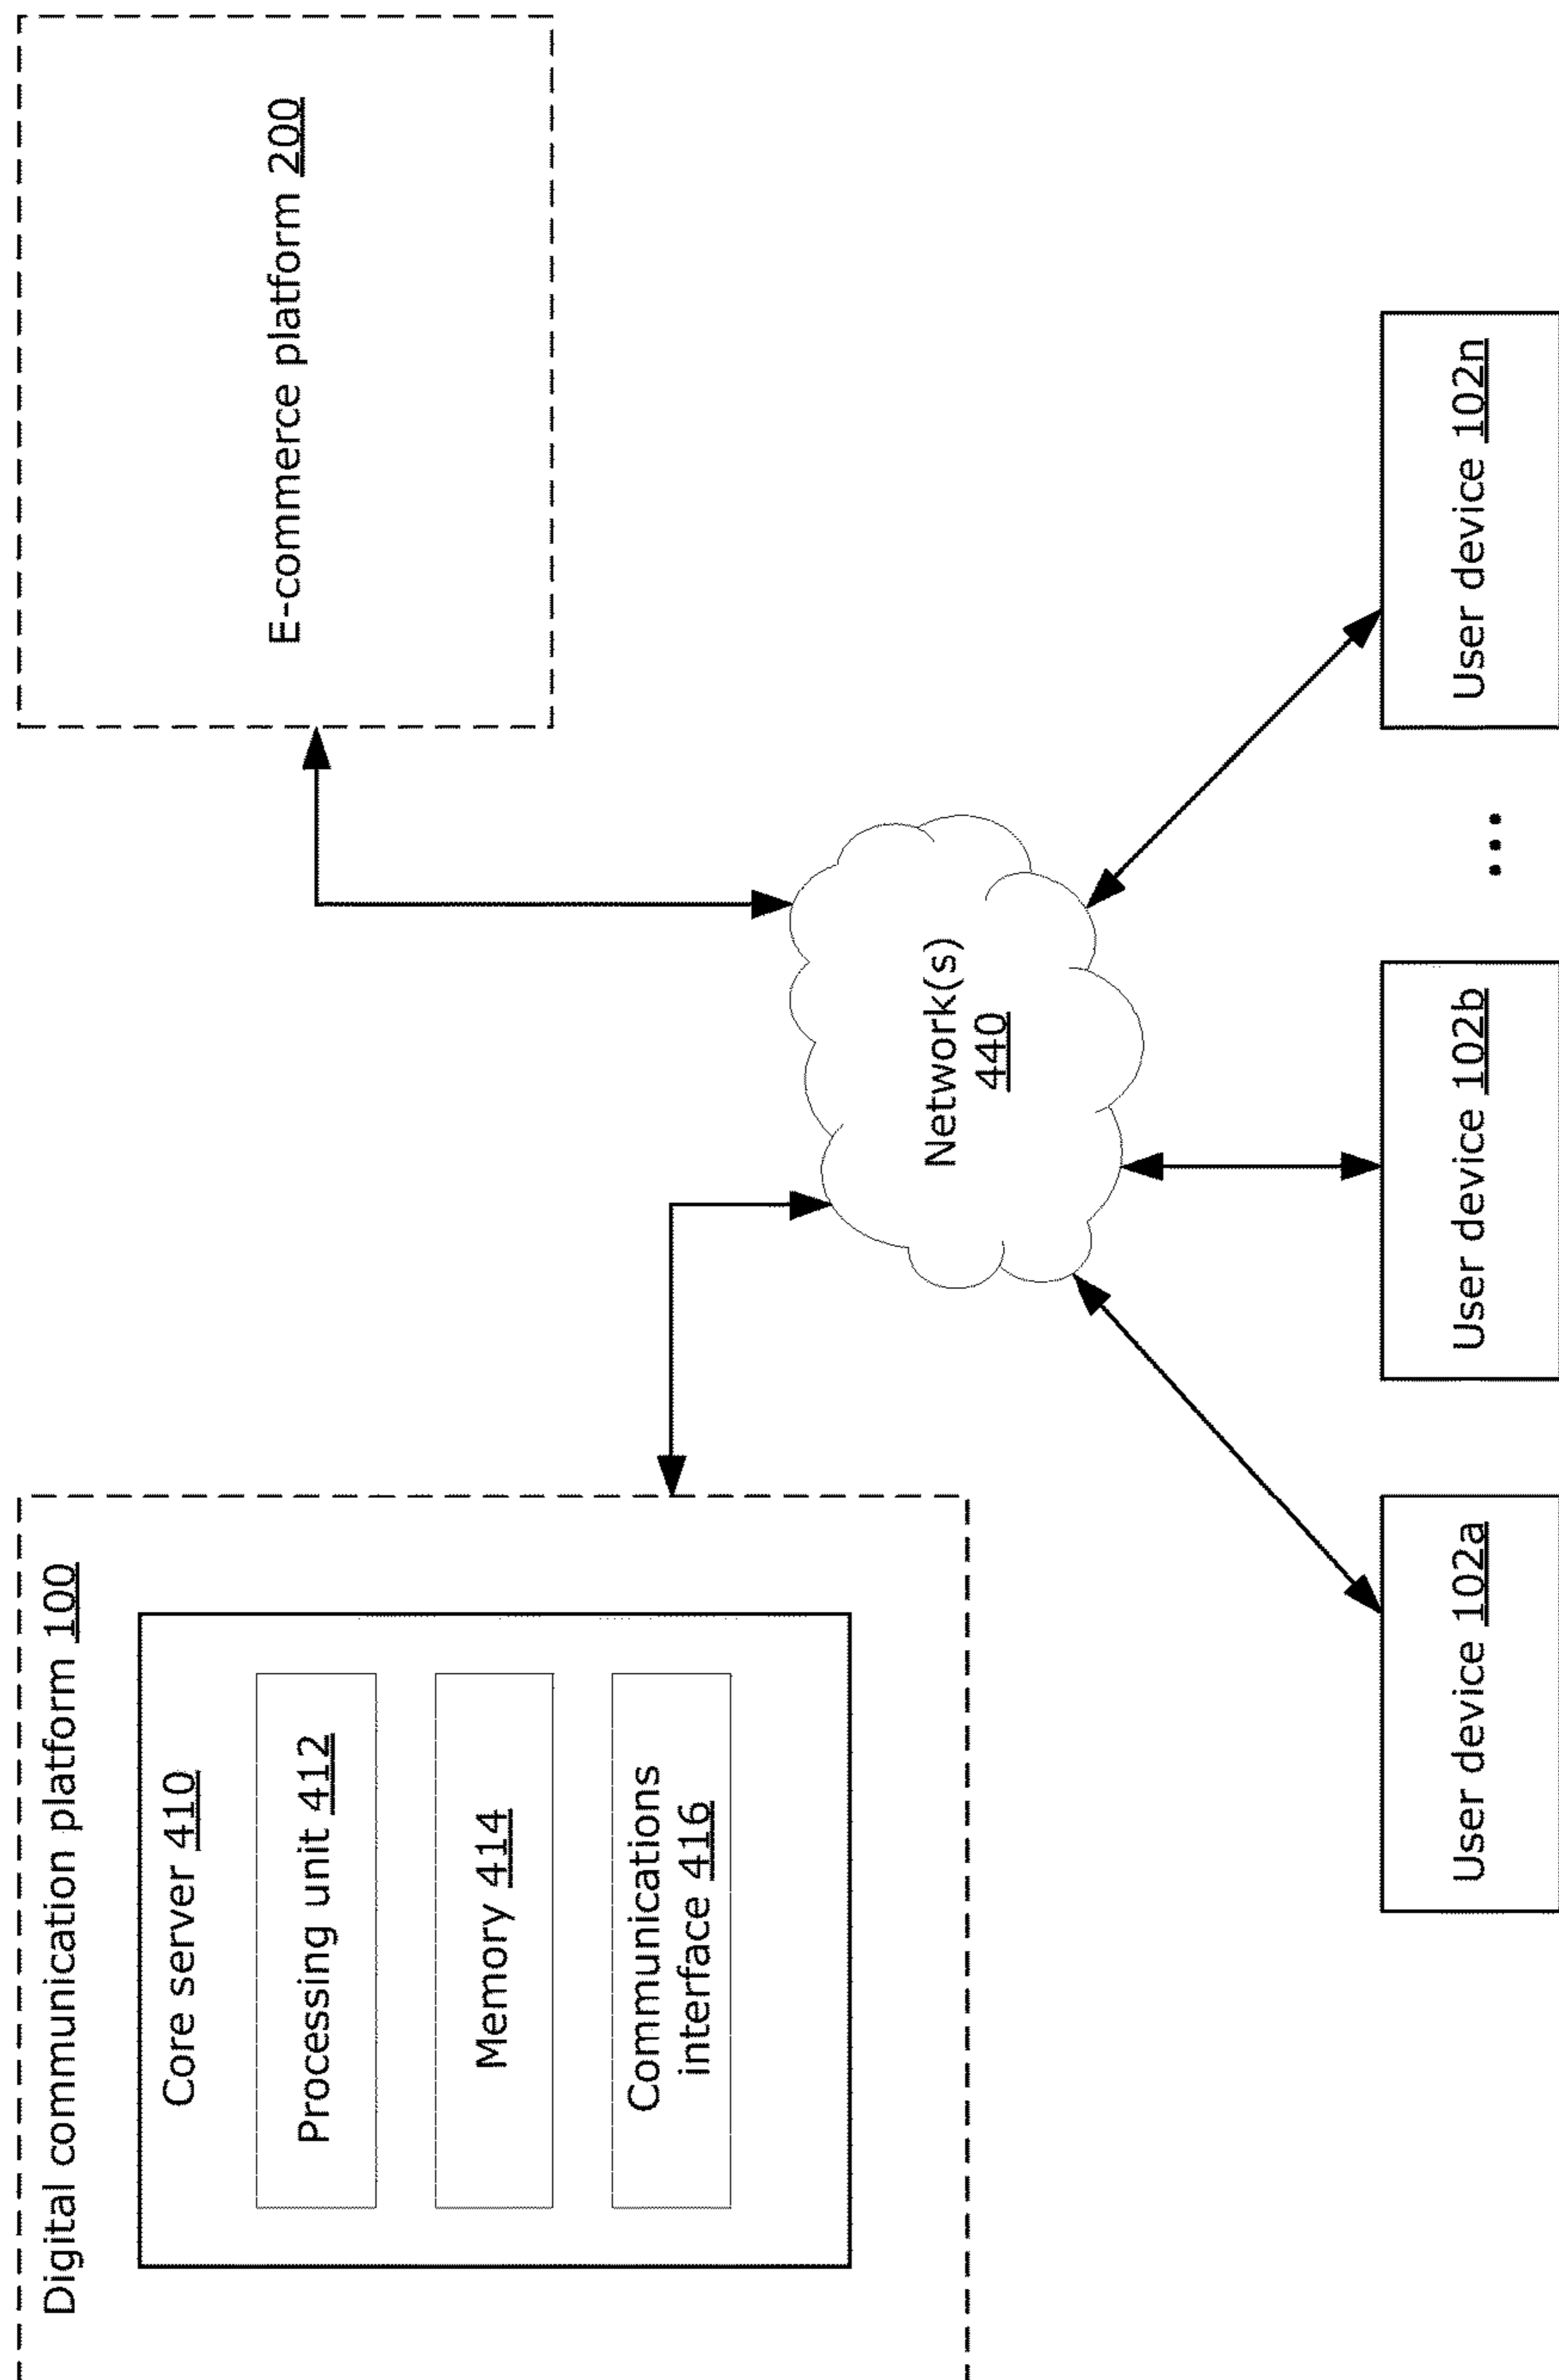 Digital communication platform 100
Core server 410
Processing unit 412
Memory 414
Communications
interface 416
E-commerce platform 200
Network(s)
440
User device 102a
User device 102b
...
User device 102n